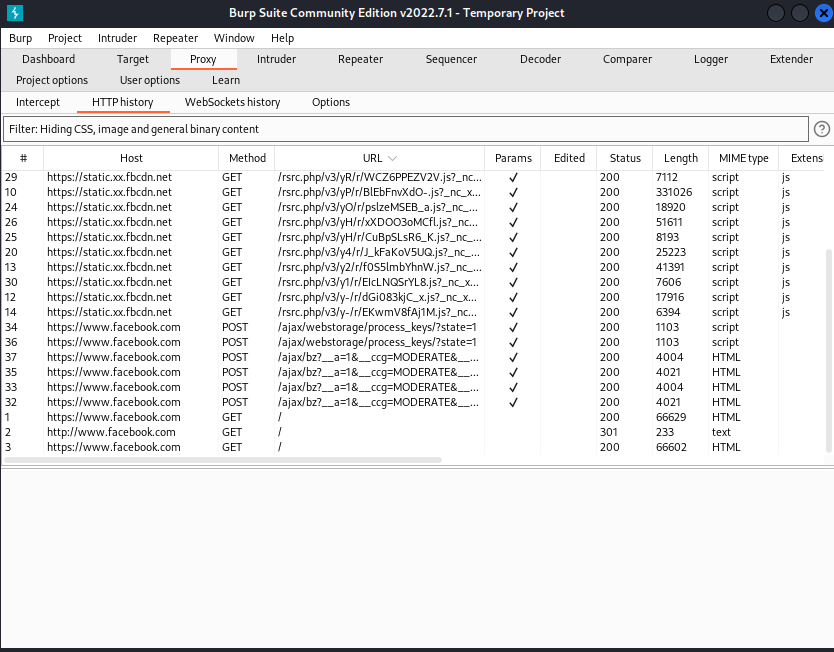 Burp Suite Community Edition v2022.7.1 - Temporary Project
Burp Project Intruder Repeater Window Help
Dashboard Target Proxy Intruder Repeater Sequencer Decoder Comparer Logger Extender
Project options User options Learn
Intercept HTTP history WebSockets history Options
Filter: Hiding CSS, image and general binary content ?
# Host Method URL Params Edited Status Length MIME type Extens
29 https://static.xx.fbcdn.net GET /rsrc.php/v3/yR/r/WCZ6PPEZV2V.js?_nc... ✓ 200 7112 script js
10 https://static.xx.fbcdn.net GET /rsrc.php/v3/yP/r/BlEbFnvXdO-.js?_nc_x... ✓ 200 331026 script js
24 https://static.xx.fbcdn.net GET /rsrc.php/v3/yO/r/pslzeMSEB_a.js?_nc_... ✓ 200 18920 script js
26 https://static.xx.fbcdn.net GET /rsrc.php/v3/yH/r/xXDOO3oMCfl.js?_nc_... ✓ 200 51611 script js
25 https://static.xx.fbcdn.net GET /rsrc.php/v3/yH/r/CuBpSLsR6_K.js?_nc_... ✓ 200 8193 script js
20 https://static.xx.fbcdn.net GET /rsrc.php/v3/y4/r/J_kFaKoV5UQ.js?_nc_... ✓ 200 25223 script js
13 https://static.xx.fbcdn.net GET /rsrc.php/v3/y2/r/f0S5lmbYhnW.js?_nc_... ✓ 200 41391 script js
30 https://static.xx.fbcdn.net GET /rsrc.php/v3/y1/r/EIcLNQSrYL8.js?_nc_x... ✓ 200 7606 script js
12 https://static.xx.fbcdn.net GET /rsrc.php/v3/y-/r/dGi083kjC_x.js?_nc_x... ✓ 200 17916 script js
14 https://static.xx.fbcdn.net GET /rsrc.php/v3/y-/r/EKwmV8fAj1M.js?_nc... ✓ 200 6394 script js
34 https://www.facebook.com POST /ajax/webstorage/process_keys/?state=1 ✓ 200 1103 script
36 https://www.facebook.com POST /ajax/webstorage/process_keys/?state=1 ✓ 200 1103 script
37 https://www.facebook.com POST /ajax/bz?__a=1&__ccg=MODERATE&__... ✓ 200 4004 HTML
35 https://www.facebook.com POST /ajax/bz?__a=1&__ccg=MODERATE&__... ✓ 200 4021 HTML
33 https://www.facebook.com POST /ajax/bz?__a=1&__ccg=MODERATE&__... ✓ 200 4004 HTML
32 https://www.facebook.com POST /ajax/bz?__a=1&__ccg=MODERATE&__... ✓ 200 4021 HTML
1 https://www.facebook.com GET / 200 66629 HTML
2 http://www.facebook.com GET / 301 233 text
3 https://www.facebook.com GET / 200 66602 HTML